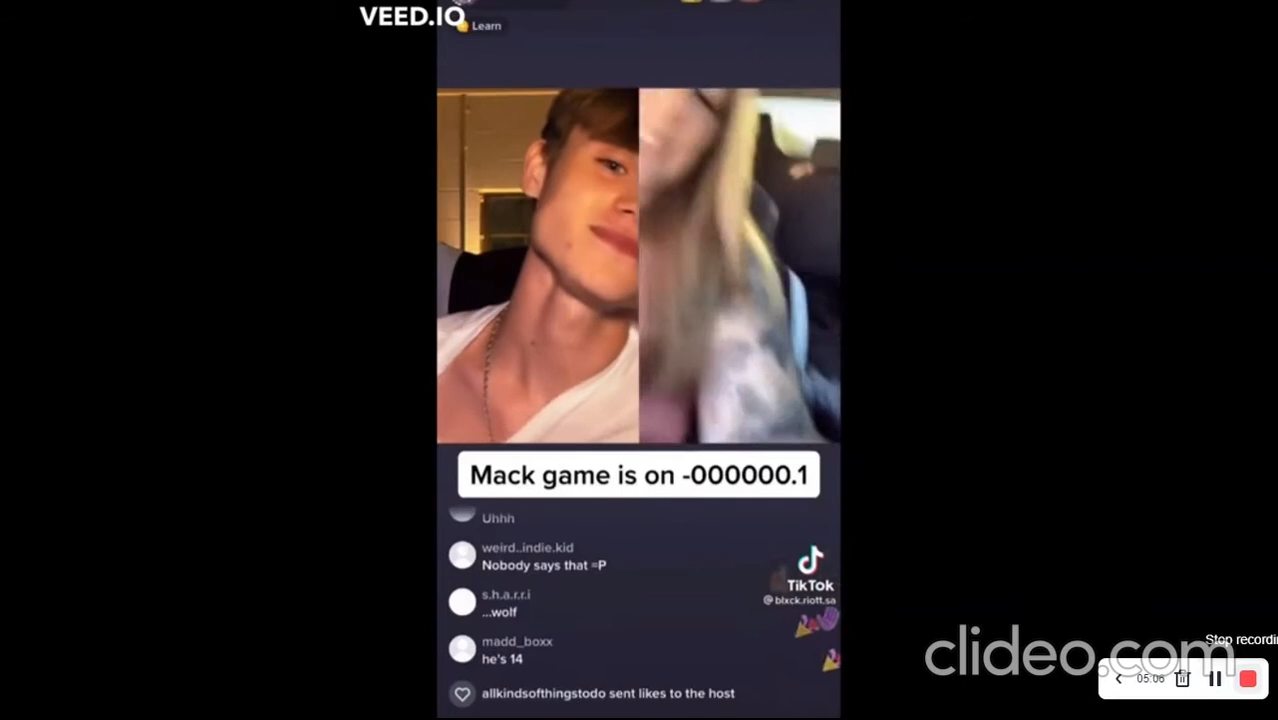 VEED.IO
Learn
Mack game is on -000000.1
Uhhh
weird..indie.kid
Nobody says that =P
s.h.a.r.r.i
...wolf
madd_boxx
he's 14
allkindsofthingstodo sent likes to the host
TikTok
@blxck.riott.sa
clideo.com
Stop recordin
05:06